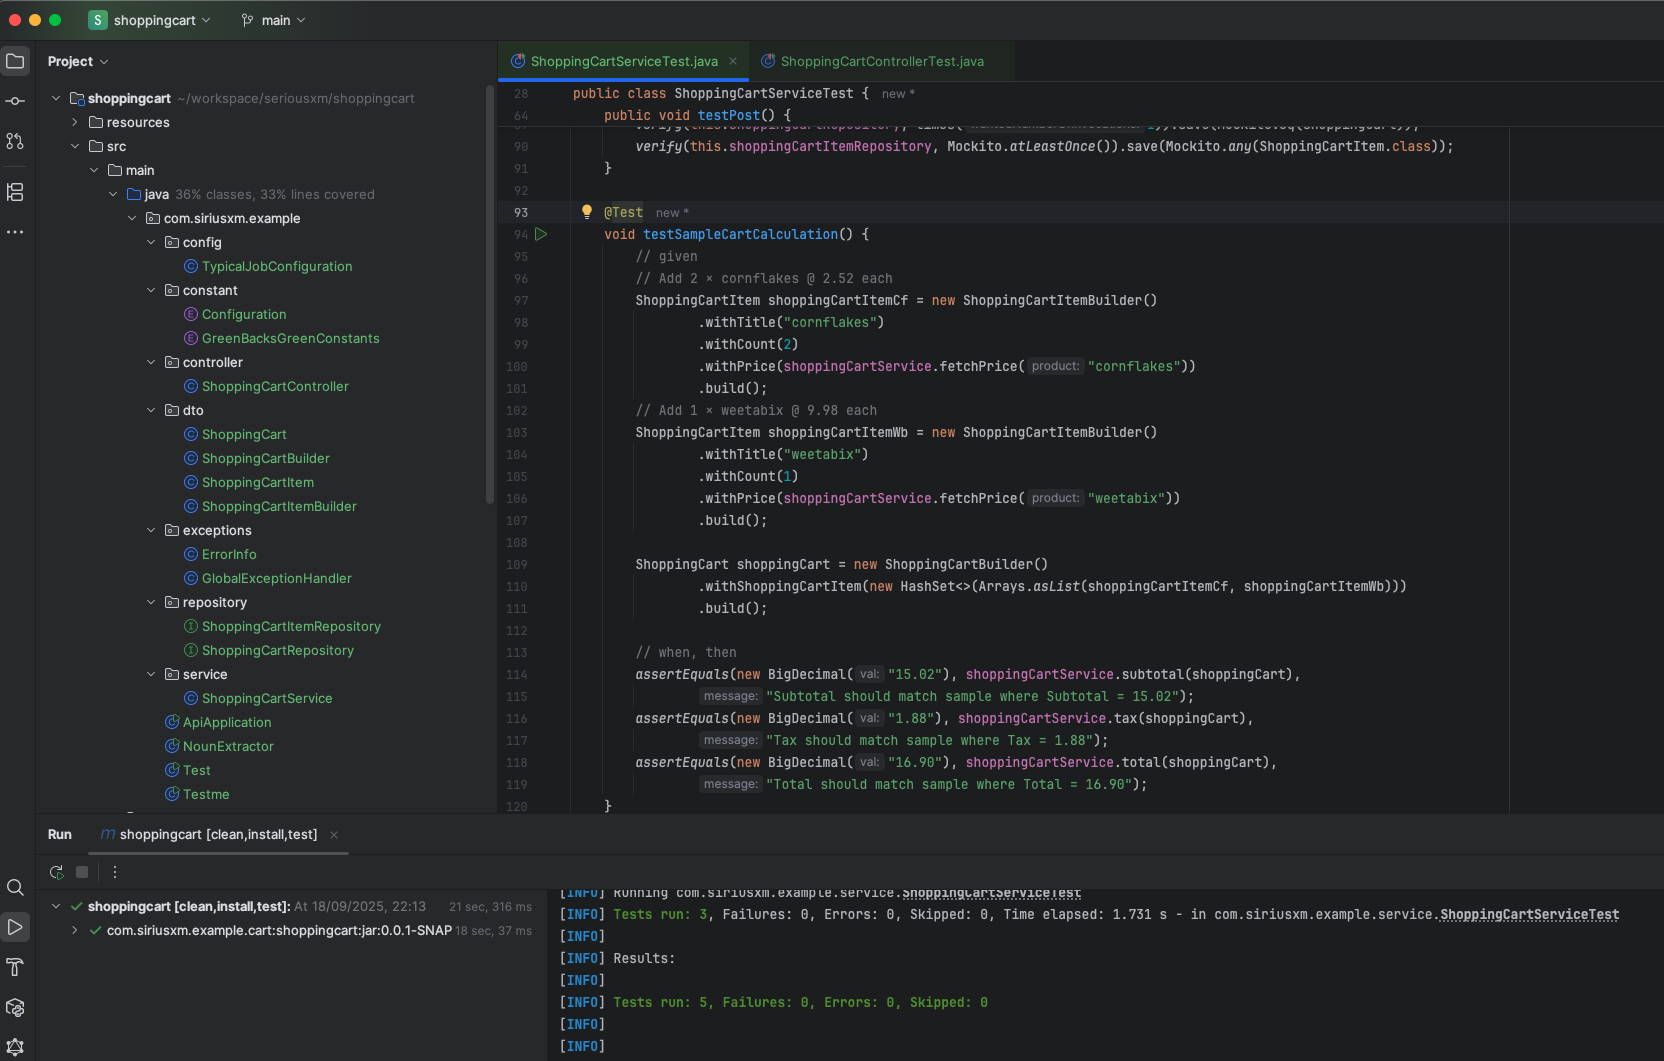 S shoppingcart main
Project
shoppingcart ~/workspace/seriousxm/shoppingcart
resources
src
main
java 36% classes, 33% lines covered
com.siriusxm.example
config
TypicalJobConfiguration
constant
Configuration
GreenBacksGreenConstants
controller
ShoppingCartController
dto
ShoppingCart
ShoppingCartBuilder
ShoppingCartItem
ShoppingCartItemBuilder
exceptions
ErrorInfo
GlobalExceptionHandler
repository
ShoppingCartItemRepository
ShoppingCartRepository
service
ShoppingCartService
ApiApplication
NounExtractor
Test
Testme
ShoppingCartServiceTest.java ShoppingCartControllerTest.java
28 public class ShoppingCartServiceTest { new *
64 public void testPost() {
verify(this.shoppingCartRepository, times( 1)).save(Mockito.eq(shoppingCart));
90 verify(this.shoppingCartItemRepository, Mockito.atLeastOnce()).save(Mockito.any(ShoppingCartItem.class));
91 }
92
93 @Test new *
94 void testSampleCartCalculation() {
95 // given
96 // Add 2 × cornflakes @ 2.52 each
97 ShoppingCartItem shoppingCartItemCf = new ShoppingCartItemBuilder()
98 .withTitle("cornflakes")
99 .withCount(2)
100 .withPrice(shoppingCartService.fetchPrice( product: "cornflakes"))
101 .build();
102 // Add 1 × weetabix @ 9.98 each
103 ShoppingCartItem shoppingCartItemWb = new ShoppingCartItemBuilder()
104 .withTitle("weetabix")
105 .withCount(1)
106 .withPrice(shoppingCartService.fetchPrice( product: "weetabix"))
107 .build();
108
109 ShoppingCart shoppingCart = new ShoppingCartBuilder()
110 .withShoppingCartItem(new HashSet<>(Arrays.asList(shoppingCartItemCf, shoppingCartItemWb)))
111 .build();
112
113 // when, then
114 assertEquals(new BigDecimal( val: "15.02"), shoppingCartService.subtotal(shoppingCart),
115 message: "Subtotal should match sample where Subtotal = 15.02");
116 assertEquals(new BigDecimal( val: "1.88"), shoppingCartService.tax(shoppingCart),
117 message: "Tax should match sample where Tax = 1.88");
118 assertEquals(new BigDecimal( val: "16.90"), shoppingCartService.total(shoppingCart),
119 message: "Total should match sample where Total = 16.90");
120 }
Run m shoppingcart [clean,install,test]
shoppingcart [clean,install,test]: At 18/09/2025, 22:13 21 sec, 316 ms
com.siriusxm.example.cart:shoppingcart:jar:0.0.1-SNAP 18 sec, 37 ms
[INFO] Running com.siriusxm.example.service.ShoppingCartServiceTest
[INFO] Tests run: 3, Failures: 0, Errors: 0, Skipped: 0, Time elapsed: 1.731 s - in com.siriusxm.example.service.ShoppingCartServiceTest
[INFO]
[INFO] Results:
[INFO]
[INFO] Tests run: 5, Failures: 0, Errors: 0, Skipped: 0
[INFO]
[INFO]